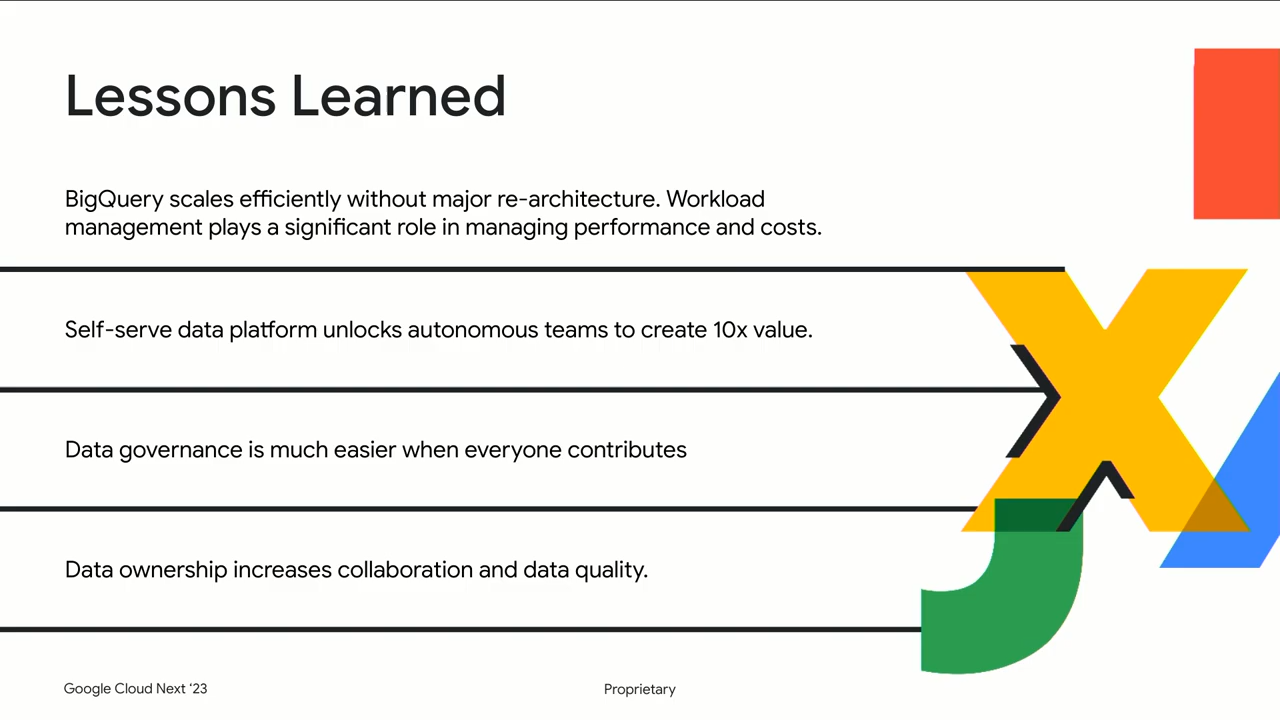 Lessons Learned
BigQuery scales efficiently without major re-architecture. Workload
management plays a significant role in managing performance and costs.
Self-serve data platform unlocks autonomous teams to create 10x value.
Data governance is much easier when everyone contributes
Data ownership increases collaboration and data quality.
Google Cloud Next ‘23
Proprietary